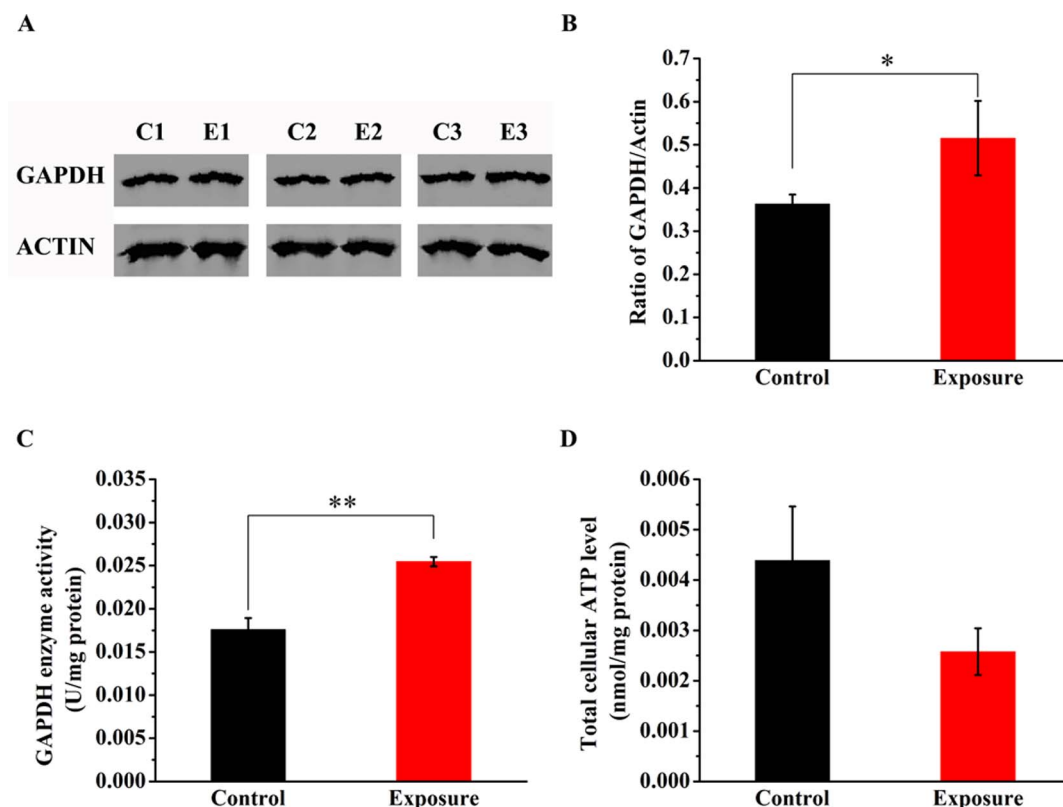 A
C1 E1 C2 E2 C3 E3
GAPDH
ACTIN
B
Ratio of GAPDH/Actin
0.7
0.6
0.5
0.4
0.3
0.2
0.1
0.0
*
Control Exposure
C
GAPDH enzyme activity
(U/mg protein)
0.035
0.030
0.025
0.020
0.015
0.010
0.005
0.000
**
Control Exposure
D
Total cellular ATP level
(nmol/mg protein)
0.006
0.005
0.004
0.003
0.002
0.001
0.000
Control Exposure